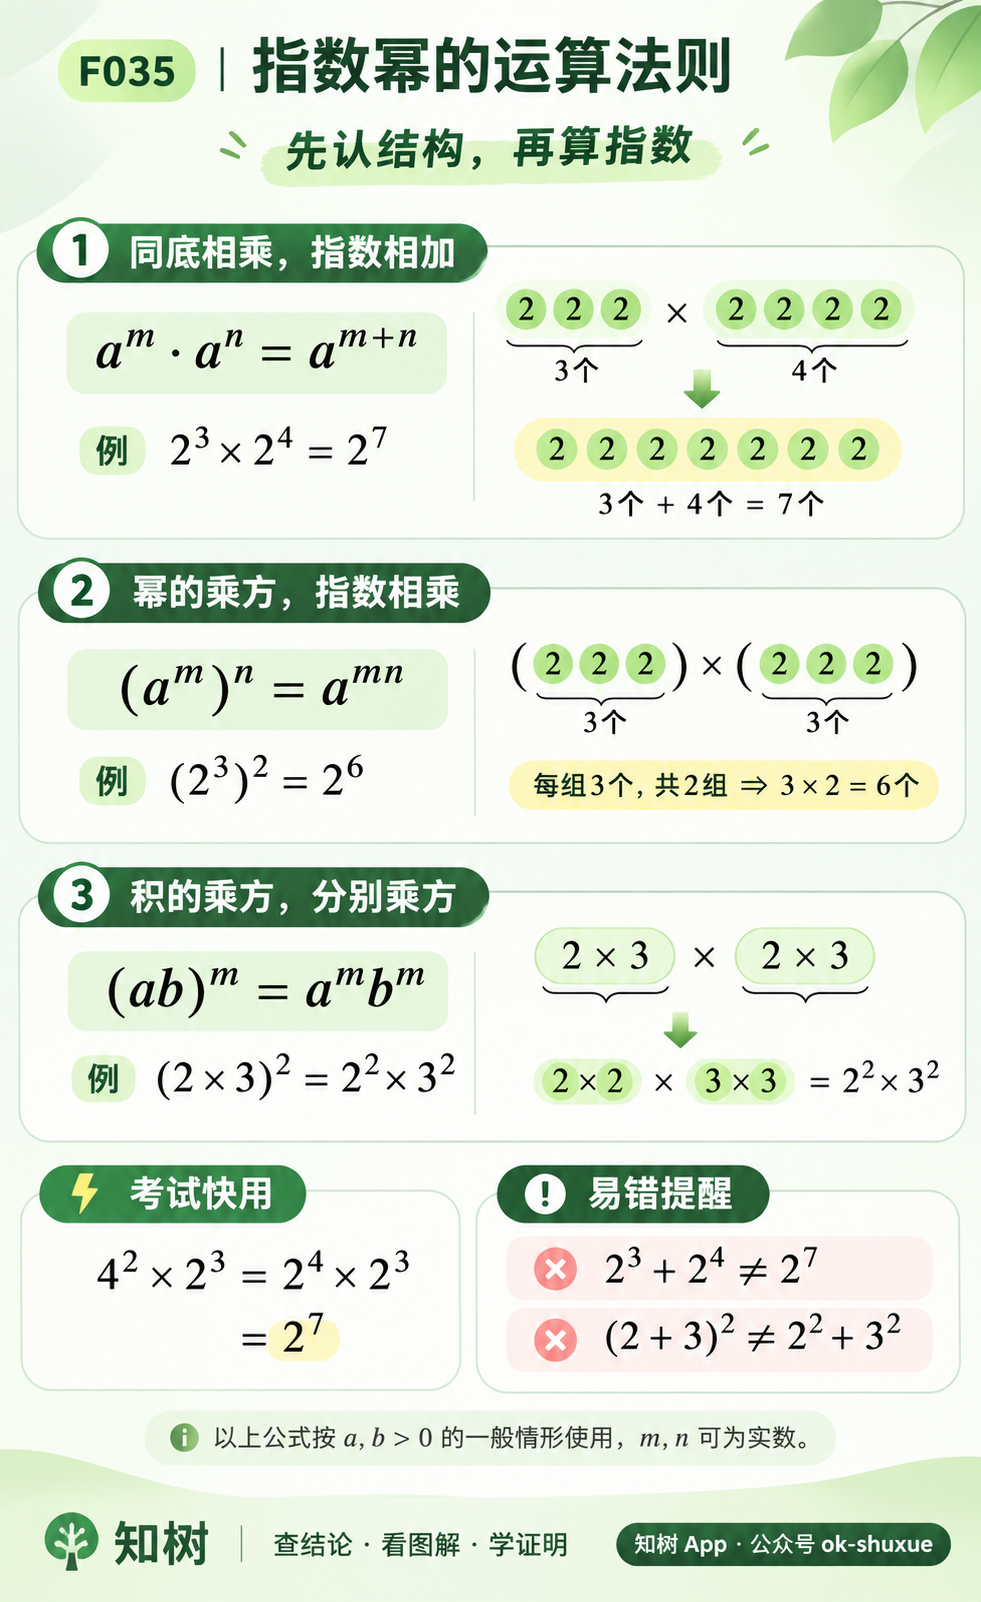 F035 | 指数幂的运算法则
先认结构，再算指数
1 同底相乘，指数相加
a^m · a^n = a^{m+n}
例 2^3 × 2^4 = 2^7
2 2 2 × 2 2 2 2
3个 4个
2 2 2 2 2 2 2
3个 + 4个 = 7个
2 幂的乘方，指数相乘
(a^m)^n = a^{mn}
例 (2^3)^2 = 2^6
(2 2 2) × (2 2 2)
3个 3个
每组3个, 共2组 ⇒ 3 × 2 = 6个
3 积的乘方，分别乘方
(ab)^m = a^m b^m
例 (2 × 3)^2 = 2^2 × 3^2
2 × 3 × 2 × 3
2 × 2 × 3 × 3 = 2^2 × 3^2
考试快用
4^2 × 2^3 = 2^4 × 2^3
= 2^7
! 易错提醒
2^3 + 2^4 ≠ 2^7
(2 + 3)^2 ≠ 2^2 + 3^2
i 以上公式按 a, b > 0 的一般情形使用，m, n 可为实数。
知树 | 查结论 · 看图解 · 学证明
知树 App · 公众号 ok-shuxue